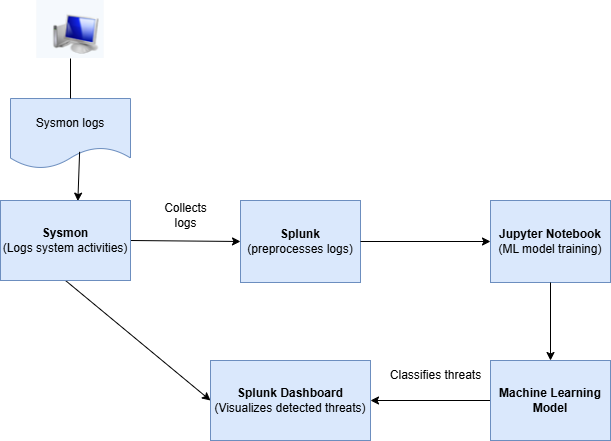 Sysmon logs
Collects
logs
Sysmon
(Logs system activities)
Splunk
(preprocesses logs)
Jupyter Notebook
(ML model training)
Classifies threats
Splunk Dashboard
(Visualizes detected threats)
Machine Learning
Model